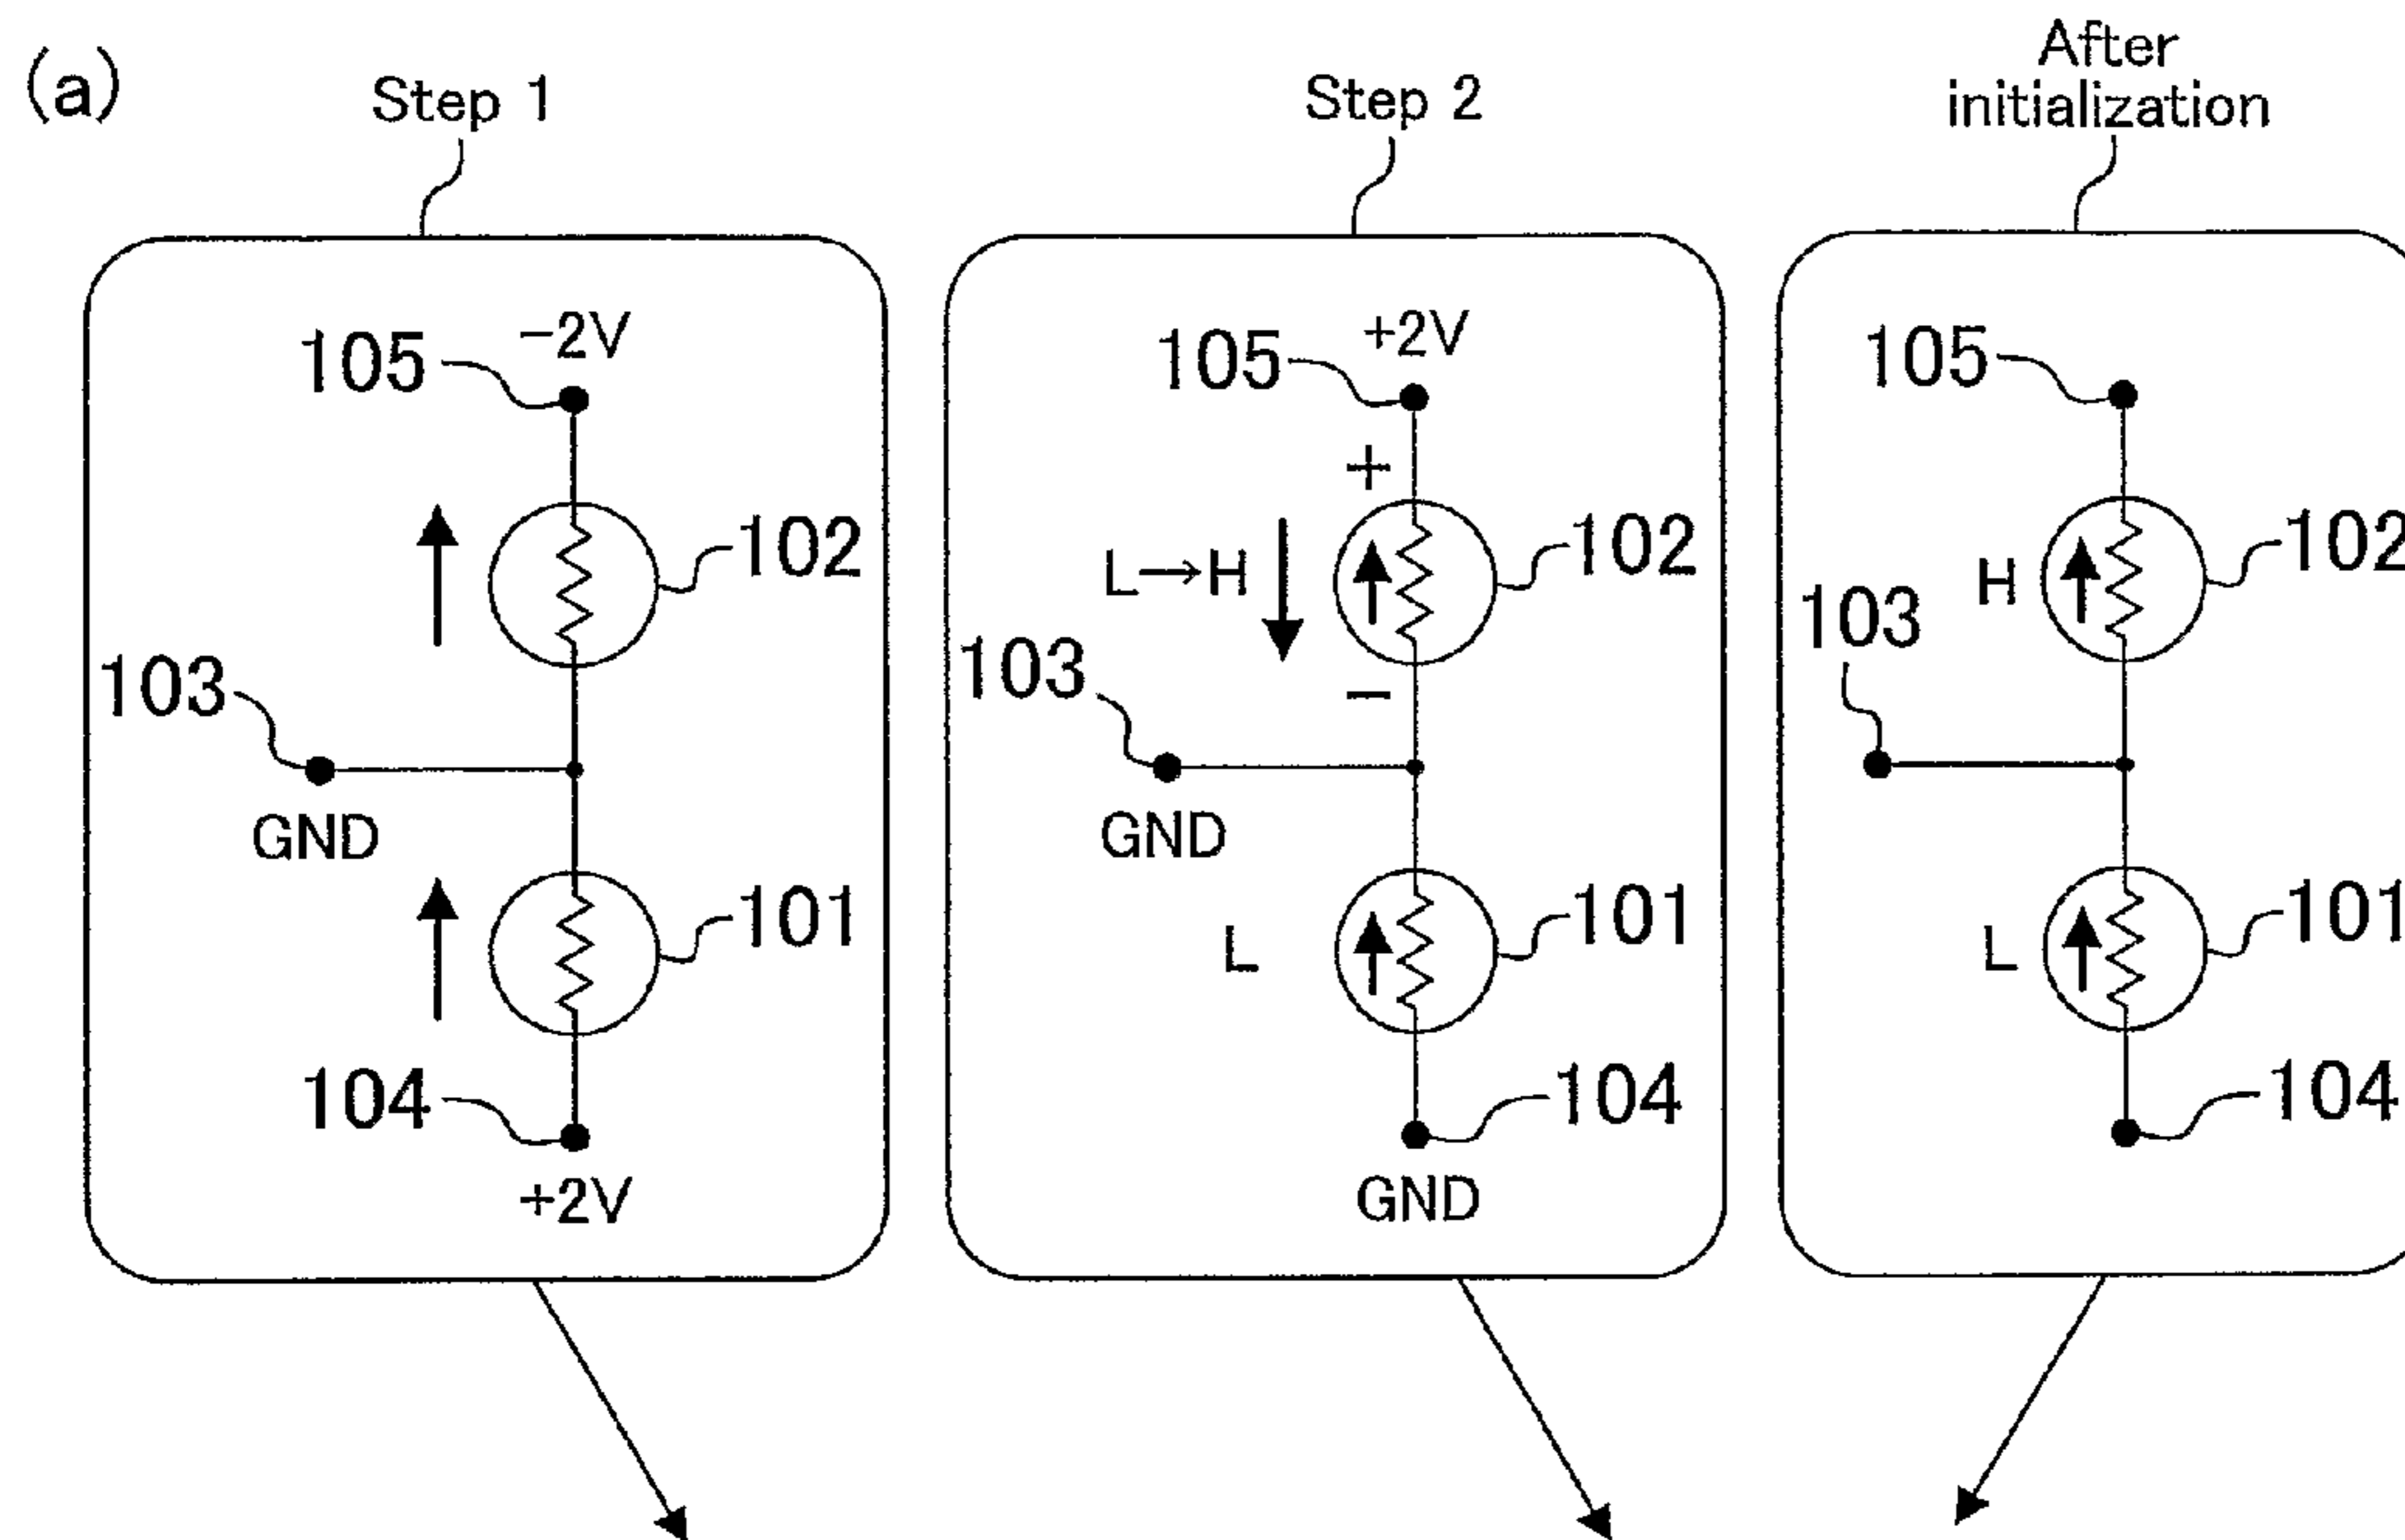 (a)
Step 1
-2V
105
102
103
GND
101
104
+2V
Step 2
+2V
105
+
L→H
102
103
−
GND
L
101
104
GND
After
initialization
105
H
102
103
L
101
104